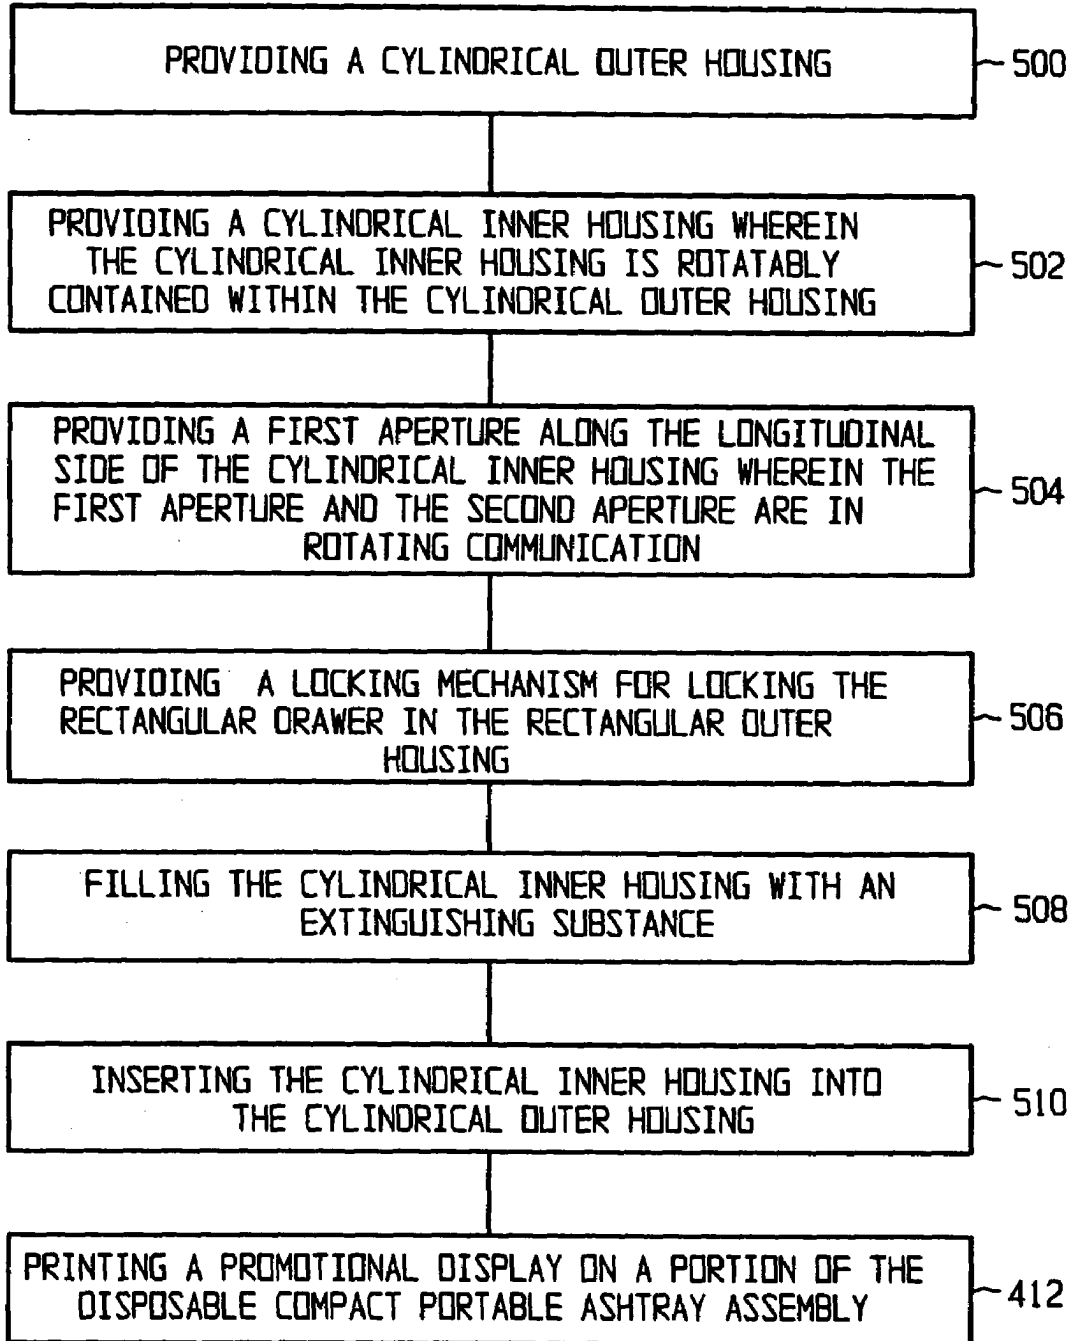 PROVIDING A CYLINDRICAL OUTER HOUSING
500
PROVIDING A CYLINDRICAL INNER HOUSING WHEREIN
THE CYLINDRICAL INNER HOUSING IS ROTATABLY
CONTAINED WITHIN THE CYLINDRICAL OUTER HOUSING
502
PROVIDING A FIRST APERTURE ALONG THE LONGITUDINAL
SIDE OF THE CYLINDRICAL INNER HOUSING WHEREIN THE
FIRST APERTURE AND THE SECOND APERTURE ARE IN
ROTATING COMMUNICATION
504
PROVIDING A LOCKING MECHANISM FOR LOCKING THE
RECTANGULAR DRAWER IN THE RECTANGULAR OUTER
HOUSING
506
FILLING THE CYLINDRICAL INNER HOUSING WITH AN
EXTINGUISHING SUBSTANCE
508
INSERTING THE CYLINDRICAL INNER HOUSING INTO
THE CYLINDRICAL OUTER HOUSING
510
PRINTING A PROMOTIONAL DISPLAY ON A PORTION OF THE
DISPOSABLE COMPACT PORTABLE ASHTRAY ASSEMBLY
412